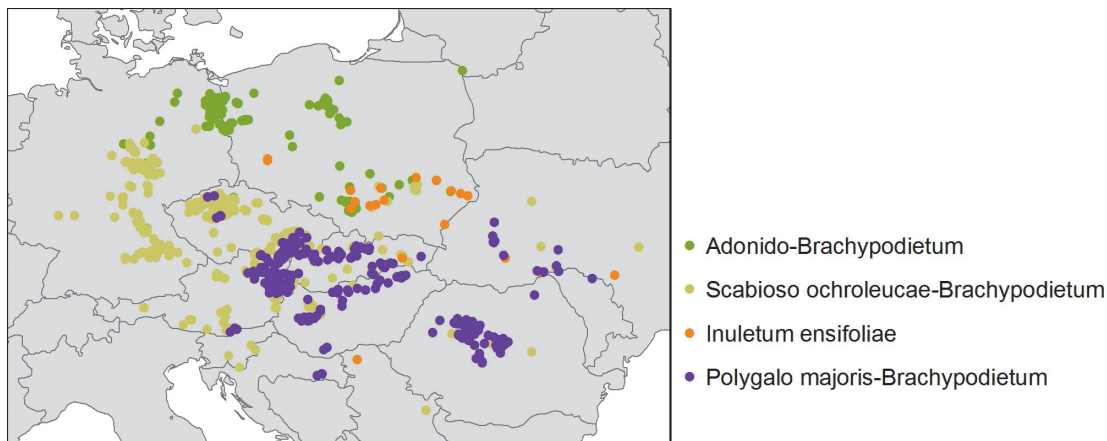 Adonido-Brachypodietum
Scabioso ochroleucae-Brachypodietum
Inuletum ensifoliae
Polygalo majoris-Brachypodietum